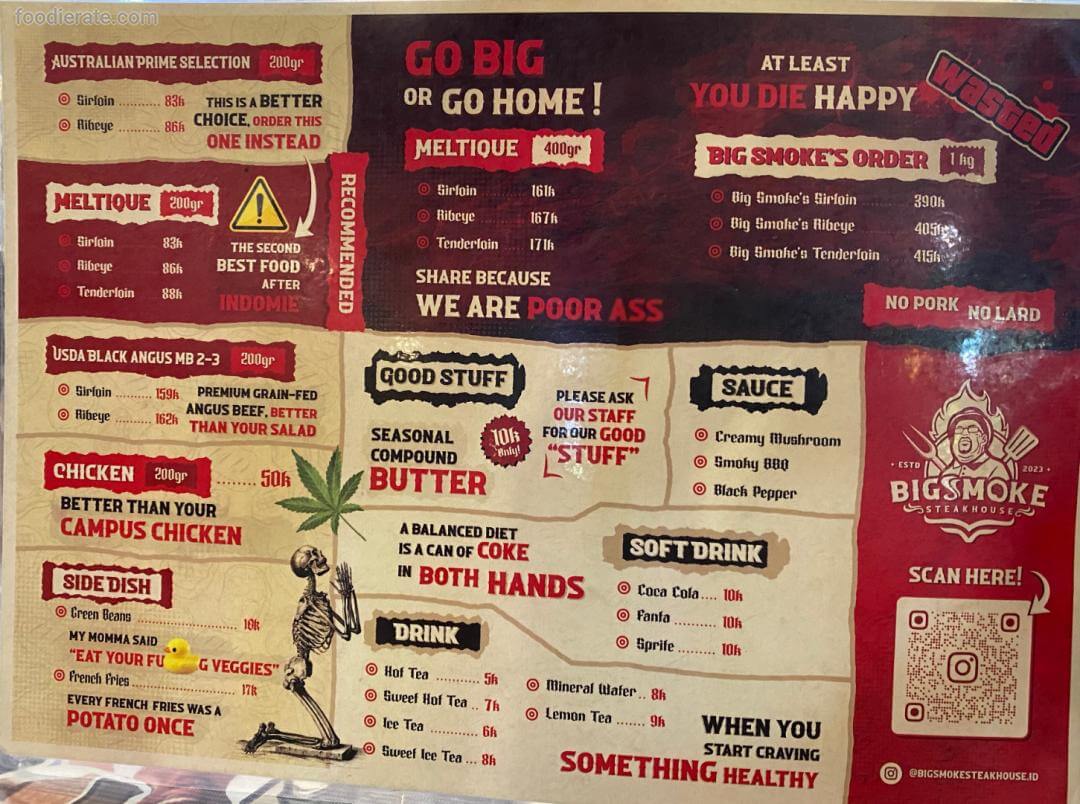 foodierate.com
AUSTRALIAN PRIME SELECTION 200gr
Sirloin .......... 83k
Ribeye .......... 86k
THIS IS A BETTER
CHOICE, ORDER THIS
ONE INSTEAD
MELTIQUE 200gr
Sirloin 83k
Ribeye 86k
Tenderloin 88k
THE SECOND
BEST FOOD
AFTER
INDOMIE
RECOMMENDED
GO BIG
OR GO HOME!
MELTIQUE 400gr
Sirloin 161k
Ribeye 167k
Tenderloin 171k
SHARE BECAUSE
WE ARE POOR ASS
AT LEAST
YOU DIE HAPPY
Wasted
BIG SMOKE'S ORDER 1 kg
Big Smoke's Sirloin 390k
Big Smoke's Ribeye 405k
Big Smoke's Tenderloin 415k
NO PORK NO LARD
USDA BLACK ANGUS MB 2-3 200gr
Sirloin .......... 159k
Ribeye .......... 162k
PREMIUM GRAIN-FED
ANGUS BEEF, BETTER
THAN YOUR SALAD
CHICKEN 200gr ........ 50k
BETTER THAN YOUR
CAMPUS CHICKEN
SIDE DISH
Green Beans .......... 10k
MY MOMMA SAID
"EAT YOUR FU G VEGGIES"
French Fries .......... 17k
EVERY FRENCH FRIES WAS A
POTATO ONCE
GOOD STUFF
SEASONAL
COMPOUND
BUTTER
10k
Only!
PLEASE ASK
OUR STAFF
FOR OUR GOOD
"STUFF"
SAUCE
Creamy Mushroom
Smoky BBQ
Black Pepper
A BALANCED DIET
IS A CAN OF COKE
IN BOTH HANDS
SOFT DRINK
Coca Cola.... 10k
Fanta .......... 10k
Sprite .......... 10k
DRINK
Hot Tea .......... 5k
Sweet Hot Tea .. 7k
Ice Tea .......... 6k
Sweet Ice Tea ... 8k
Mineral Water .. 8k
Lemon Tea ....... 9k
WHEN YOU
START CRAVING
SOMETHING HEALTHY
ESTD 2023
BIGSMOKE
STEAKHOUSE
SCAN HERE!
@BIGSMOKESTEAKHOUSE.ID